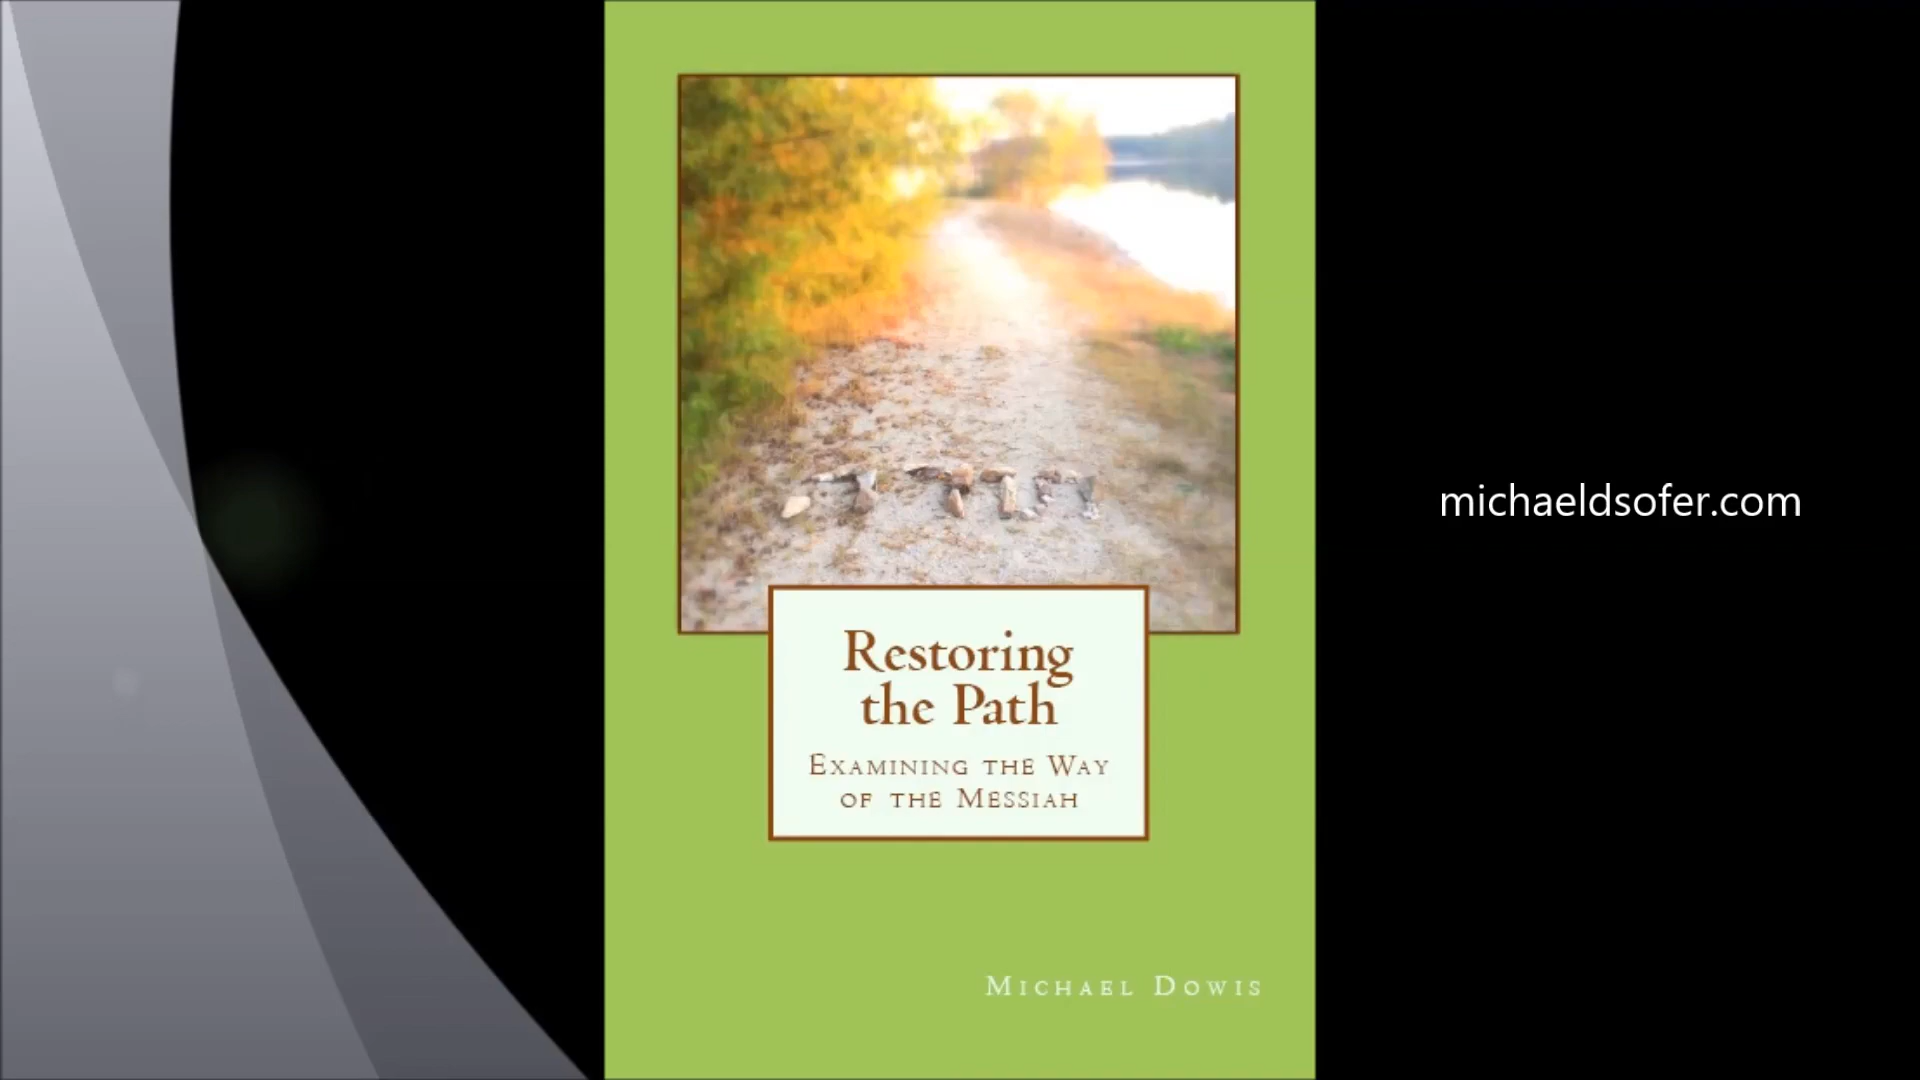 Restoring
the Path
Examining the Way
of the Messiah
Michael Dowis
michaeldsofer.com